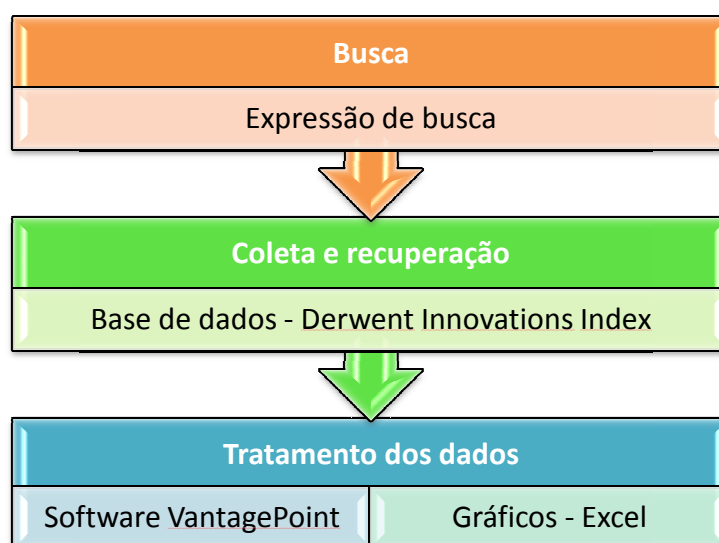 Busca
Expressão de busca
Coleta e recuperação
Base de dados - Derwent Innovations Index
Tratamento dos dados
Software VantagePoint
Gráficos - Excel